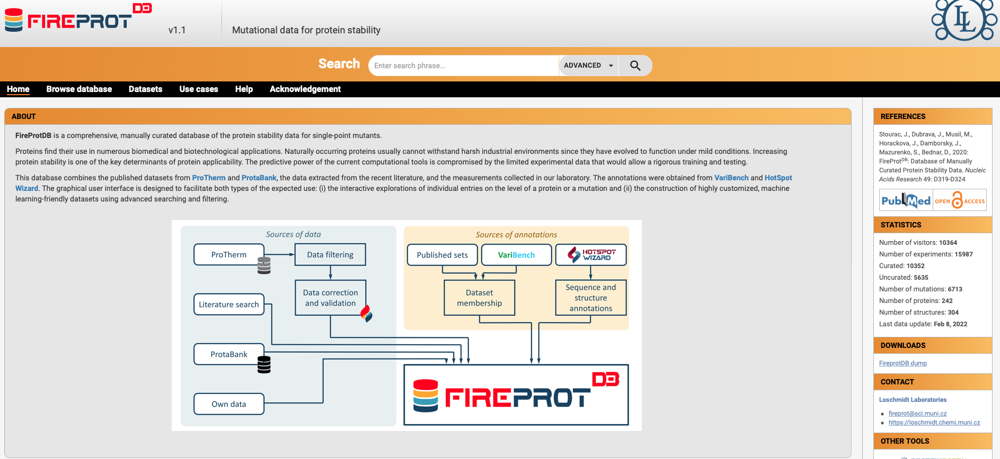 FIREPROT DB
v1.1
Mutational data for protein stability
LL
Search
Enter search phrase...
ADVANCED
Home
Browse database
Datasets
Use cases
Help
Acknowledgement
ABOUT
FireProtDB is a comprehensive, manually curated database of the protein stability data for single-point mutants.
Proteins find their use in numerous biomedical and biotechnological applications. Naturally occurring proteins usually cannot withstand harsh industrial environments since they have evolved to function under mild conditions. Increasing
protein stability is one of the key determinants of protein applicability. The predictive power of the current computational tools is compromised by the limited experimental data that would allow a rigorous training and testing.
This database combines the published datasets from ProTherm and ProtaBank, the data extracted from the recent literature, and the measurements collected in our laboratory. The annotations were obtained from VariBench and HotSpot
Wizard. The graphical user interface is designed to facilitate both types of the expected use: (i) the interactive explorations of individual entries on the level of a protein or a mutation and (ii) the construction of highly customized, machine
learning-friendly datasets using advanced searching and filtering.
Sources of data
ProTherm
Data filtering
Data correction
and validation
Literature search
ProtaBank
Own data
Sources of annotations
Published sets
VariBench
HOTSPOT
WIZARD
Dataset
membership
Sequence and
structure
annotations
FIREPROT DB
REFERENCES
Stourac, J., Dubrava, J., Musil, M.,
Horackova, J., Damborsky, J.,
Mazurenko, S., Bednar, D., 2020:
FireProtDB: Database of Manually
Curated Protein Stability Data. Nucleic
Acids Research 49: D319-D324
PubMed
OPEN ACCESS
STATISTICS
Number of visitors: 10364
Number of experiments: 15987
Curated: 10352
Uncurated: 5635
Number of mutations: 6713
Number of proteins: 242
Number of structures: 304
Last data update: Feb 8, 2022
DOWNLOADS
FireprotDB dump
CONTACT
Loschmidt Laboratories
fireprot@sci.muni.cz
https://loschmidt.chemi.muni.cz
OTHER TOOLS